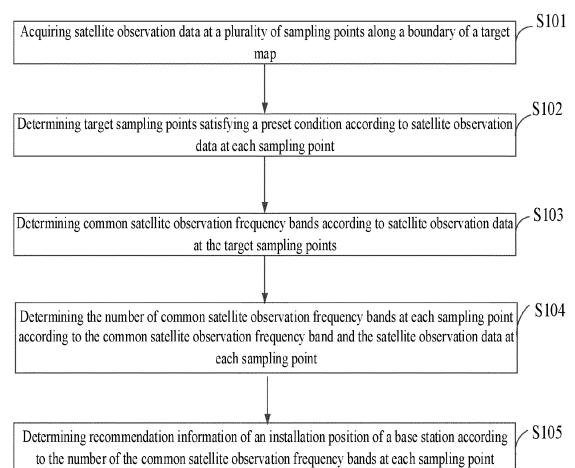 S101
Acquiring satellite observation data at a plurality of sampling points along a boundary of a target
map
S102
Determining target sampling points satisfying a preset condition according to satellite observation
data at each sampling point
S103
Determining common satellite observation frequency bands according to satellite observation data
at the target sampling points
S104
Determining the number of common satellite observation frequency bands at each sampling point
according to the common satellite observation frequency band and the satellite observation data at
each sampling point
S105
Determining recommendation information of an installation position of a base station according
to the number of the common satellite observation frequency bands at each sampling point